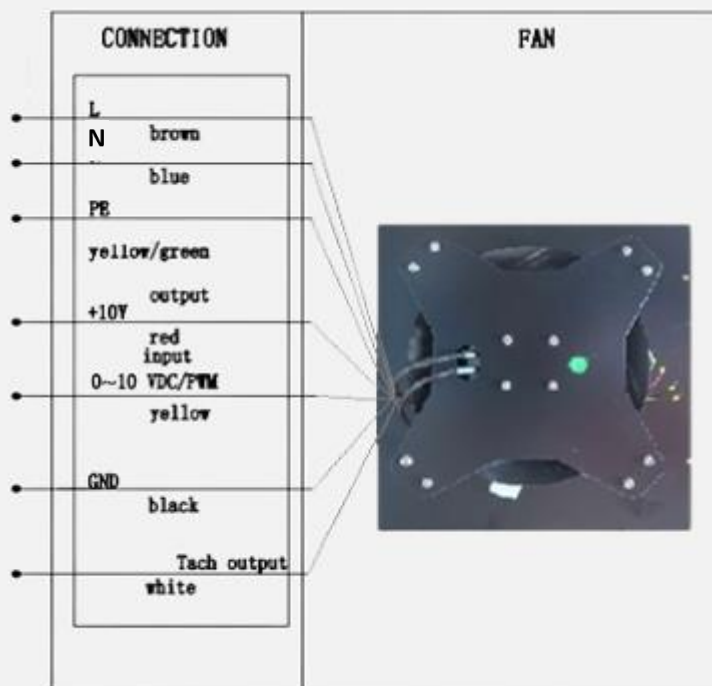 CONNECTION
FAN
L
N
brown
blue
PE
yellow/green
output
+10V
red
input
0~10 VDC/PWM
yellow
GND
black
Tach output
white